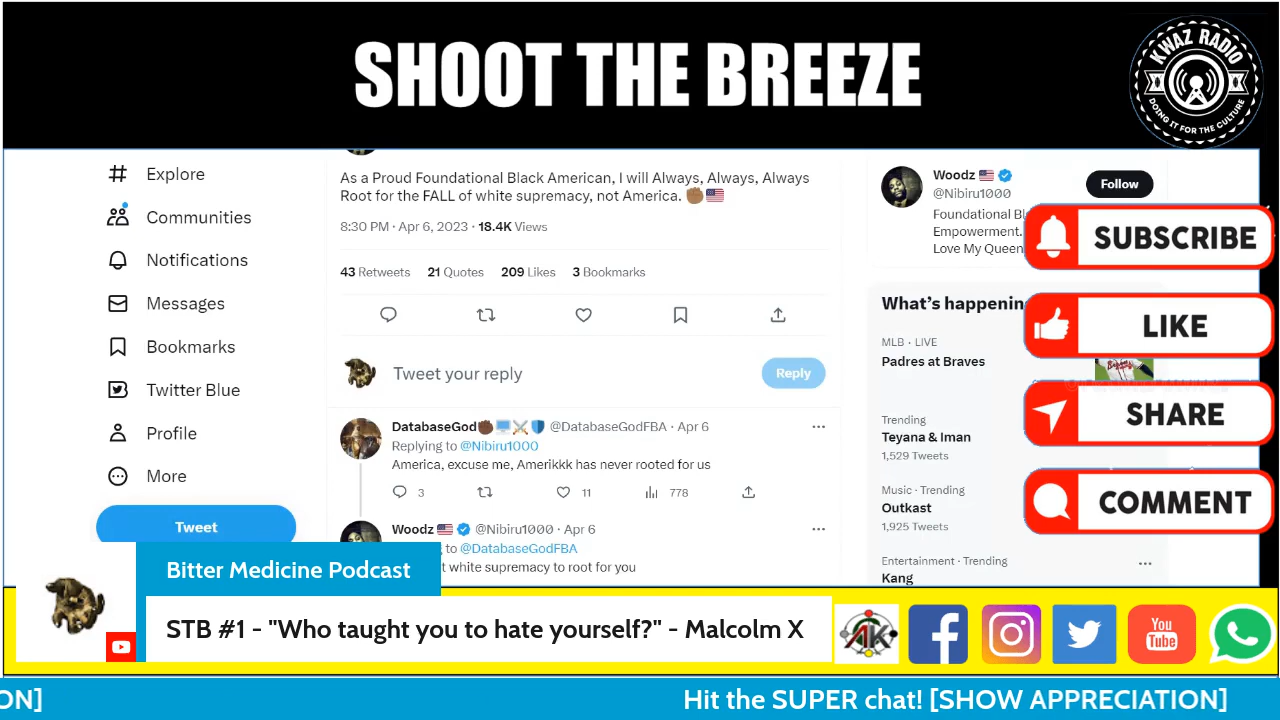 SHOOT THE BREEZE
KWAZ RADIO
DOING IT FOR THE CULTURE
Explore
Communities
Notifications
Messages
Bookmarks
Twitter Blue
Profile
More
Tweet
As a Proud Foundational Black American, I will Always, Always, Always
Root for the FALL of white supremacy, not America. ✊🏾🇺🇸
8:30 PM · Apr 6, 2023 · 18.4K Views
43 Retweets 21 Quotes 209 Likes 3 Bookmarks
Tweet your reply
Reply
DatabaseGod✊🏾🖥️⚔️🛡️ @DatabaseGodFBA · Apr 6
Replying to @Nibiru1000
America, excuse me, Amerikkk has never rooted for us
3 11 778
Woodz 🇺🇸 @Nibiru1000 · Apr 6
to @DatabaseGodFBA
white supremacy to root for you
Woodz 🇺🇸
@Nibiru1000
Follow
Foundational
Empowerment.
Love My Queen
What's
MLB · LIVE
Padres at Braves
Trending
Teyana & Iman
1,529 Tweets
Music · Trending
Outkast
1,925 Tweets
Entertainment · Trending
Kang
SUBSCRIBE
LIKE
SHARE
COMMENT
Bitter Medicine Podcast
STB #1 - "Who taught you to hate yourself?" - Malcolm X
AK
You
Tube
ON] Hit the SUPER chat! [SHOW APPRECIATION]